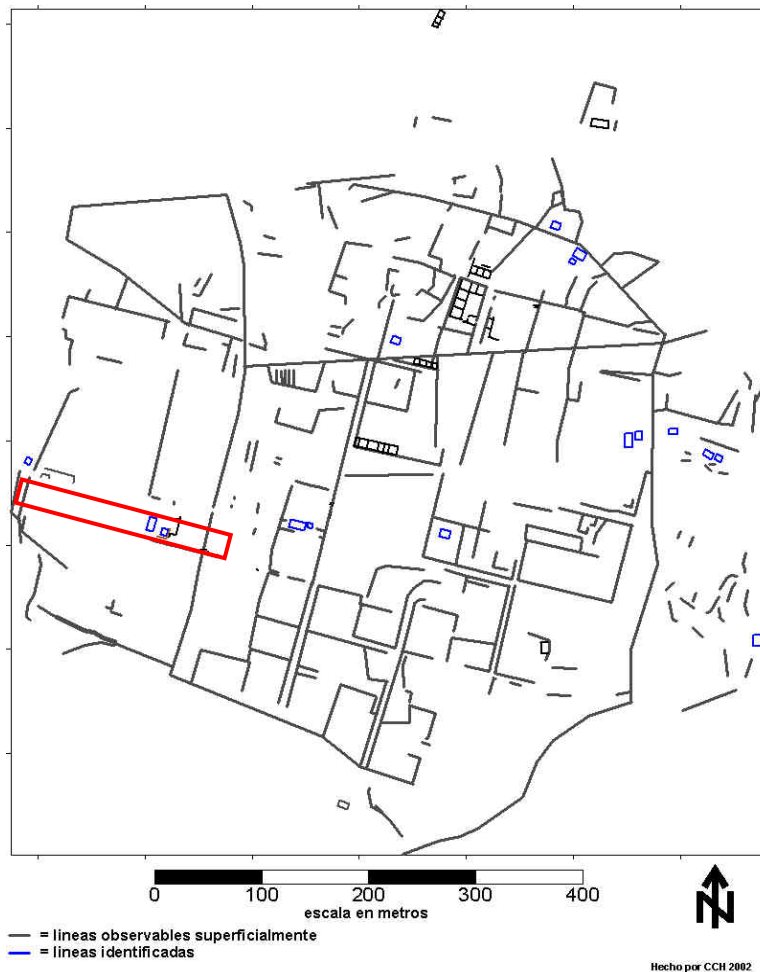 0 100 200 300 400
escala en metros
N
= lineas observables superficialmente
= lineas identificadas
Hecho por CCH 2002